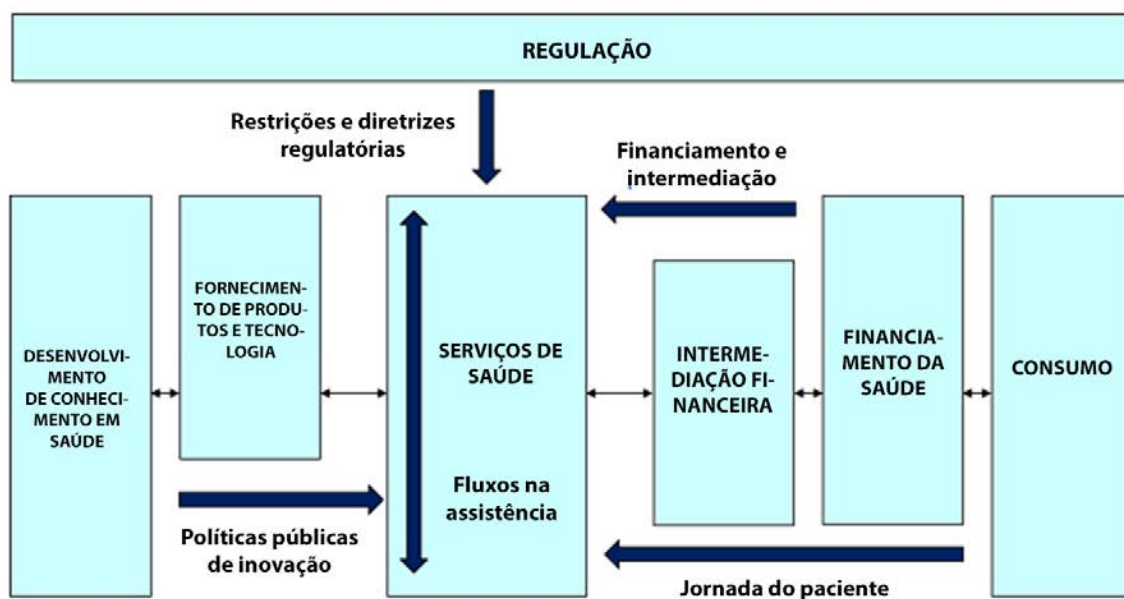 REGULAÇÃO
Restrições e diretrizes
regulatórias
Financiamento e
intermediação
DESENVOLVI-
MENTO
DE CONHECI-
MENTO EM
SAÚDE
FORNECIMEN-
TO DE PRODU-
TOS E TECNO-
LOGIA
SERVIÇOS DE
SAÚDE
INTERME-
DIAÇÃO FI-
NANCEIRA
FINANCIA-
MENTO DA
SAÚDE
CONSUMO
Fluxos na
assistência
Políticas públicas
de inovação
Jornada do paciente